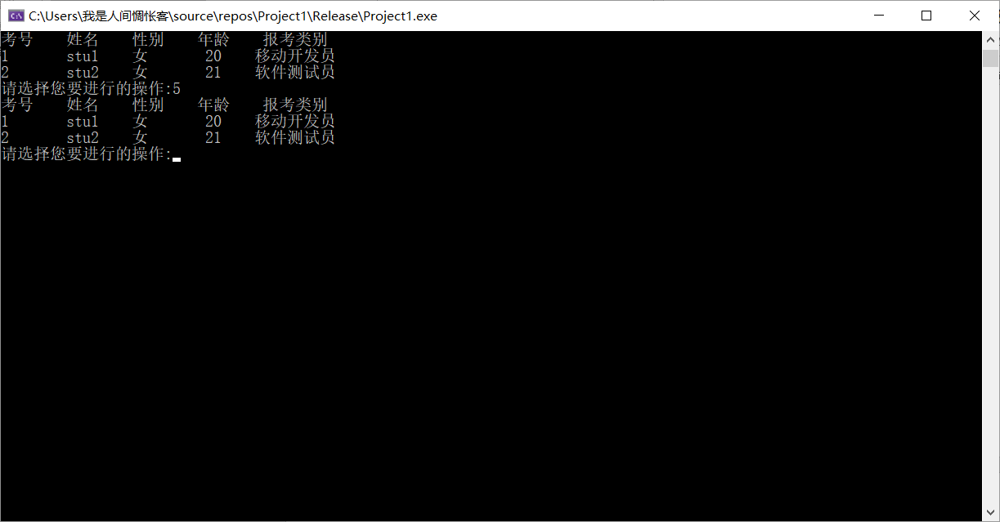 C:\Users\我是人间惆怅客\source\repos\Project1\Release\Project1.exe
考号 姓名 性别 年龄 报考类别
1 stu1 女 20 移动开发员
2 stu2 女 21 软件测试员
请选择您要进行的操作:5
考号 姓名 性别 年龄 报考类别
1 stu1 女 20 移动开发员
2 stu2 女 21 软件测试员
请选择您要进行的操作: